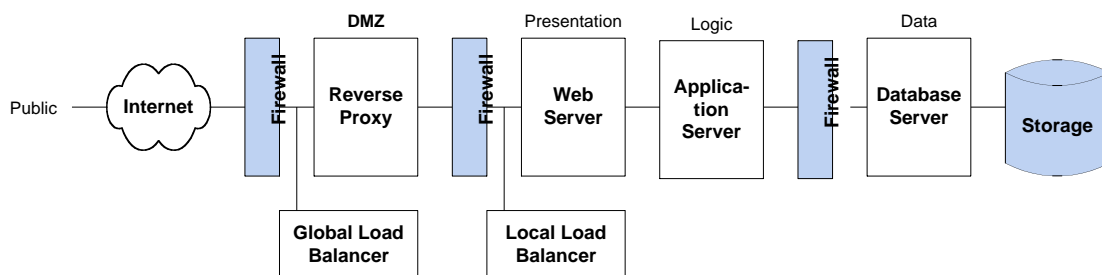 DMZ
Presentation
Logic
Data
Public
Internet
Firewall
Reverse
Proxy
Firewall
Web
Server
Applica-
tion
Server
Firewall
Database
Server
Storage
Global Load
Balancer
Local Load
Balancer